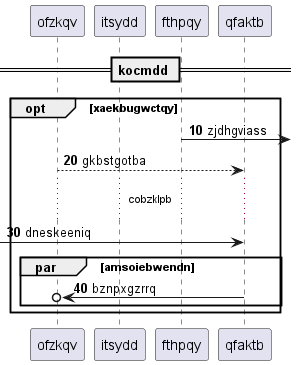 ofzkqv itsydd fthpqy qfaktb
kocmdd
opt [xaekbugwctqy]
10 zjdhgviass
20 gkbstgotba
cobzklpb
30 dneskeeniq
par [amsoiebwendn]
40 bznpxgzrrq
ofzkqv itsydd fthpqy qfaktb